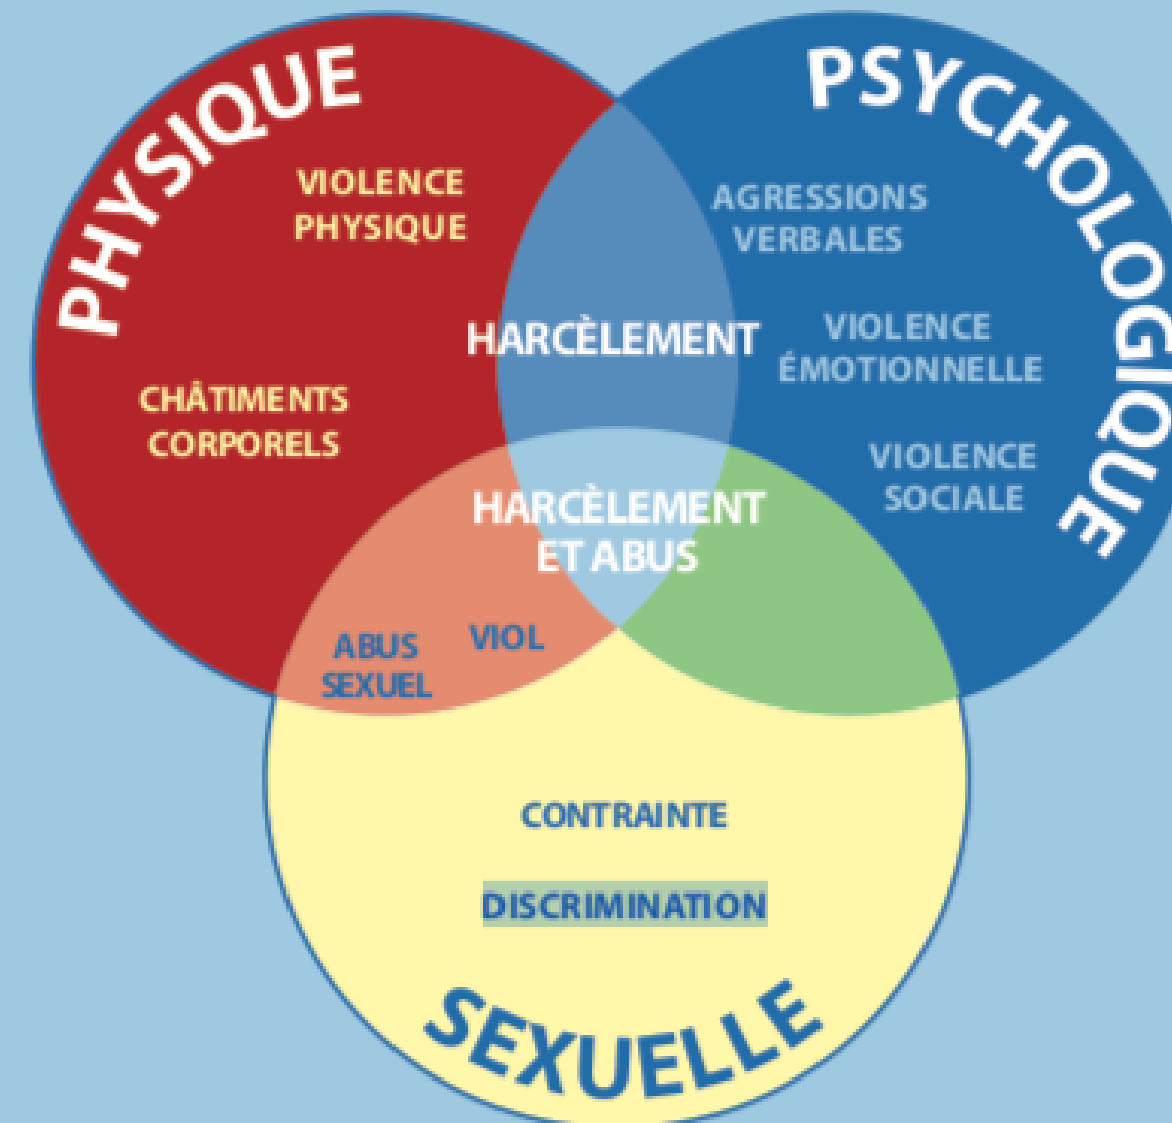 PHYSIQUE
VIOLENCE
PHYSIQUE
CHÂTIMENTS
CORPORELS
PSYCHOLOGIQUE
AGRESSIONS
VERBALES
VIOLENCE
ÉMOTIONNELLE
VIOLENCE
SOCIALE
HARCÈLEMENT
HARCÈLEMENT
ET ABUS
ABUS
SEXUEL
VIOL
CONTRAINTE
DISCRIMINATION
SEXUELLE